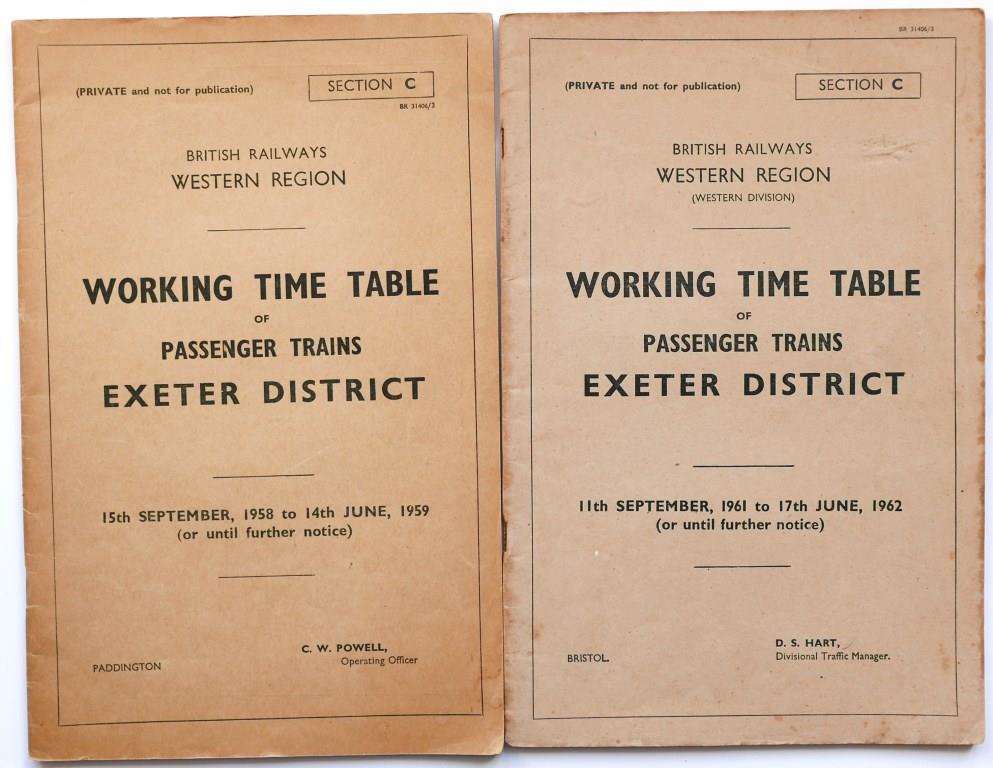 (PRIVATE and not for publication)
SECTION C
BR 31406/3
BRITISH RAILWAYS
WESTERN REGION
WORKING TIME TABLE
OF
PASSENGER TRAINS
EXETER DISTRICT
15th SEPTEMBER, 1958 to 14th JUNE, 1959
(or until further notice)
C. W. POWELL,
PADDINGTON
Operating Officer
BR 31406/3
(PRIVATE and not for publication)
SECTION C
BRITISH RAILWAYS
WESTERN REGION
(WESTERN DIVISION)
WORKING TIME TABLE
OF
PASSENGER TRAINS
EXETER DISTRICT
11th SEPTEMBER, 1961 to 17th JUNE, 1962
(or until further notice)
D. S. HART,
BRISTOL.
Divisional Traffic Manager.